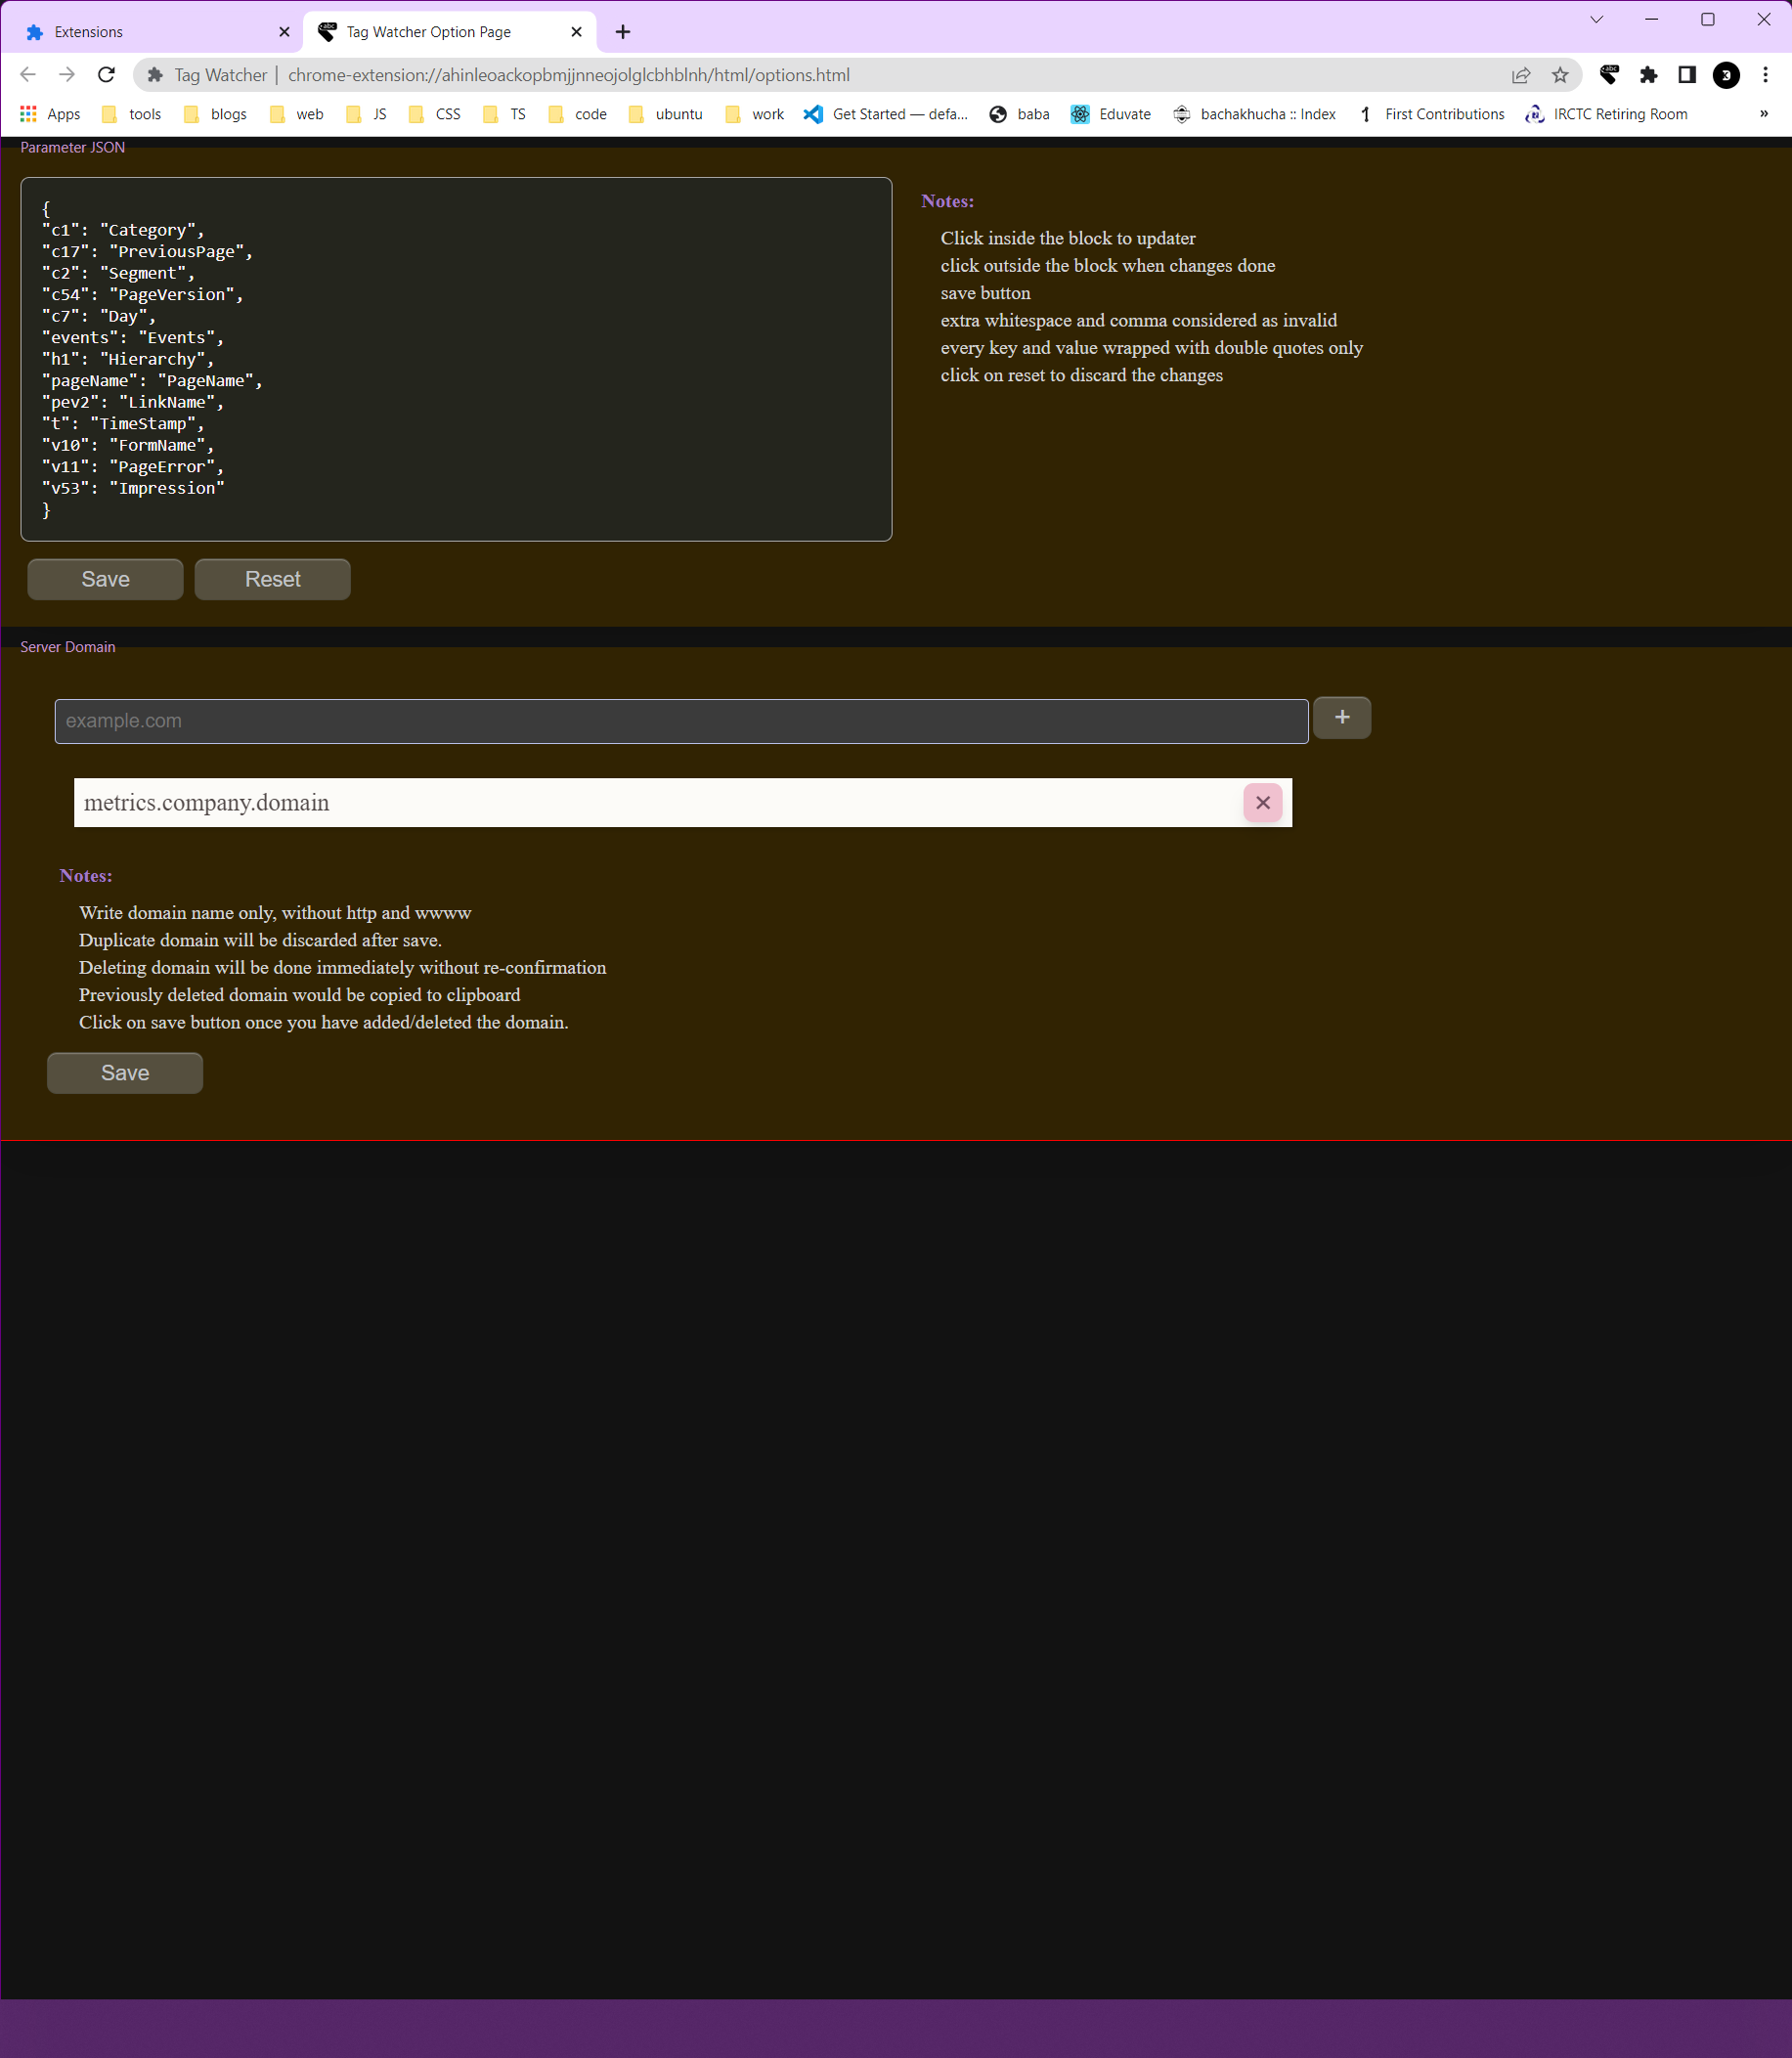 Extensions
Tag Watcher Option Page
Tag Watcher | chrome-extension://ahinleoackopbmjjnneojolglcbhblnh/html/options.html
Apps tools blogs web JS CSS TS code ubuntu work Get Started — defa... baba Eduvate bachakhucha :: Index First Contributions IRCTC Retiring Room »
Parameter JSON
{
"c1": "Category",
"c17": "PreviousPage",
"c2": "Segment",
"c54": "PageVersion",
"c7": "Day",
"events": "Events",
"h1": "Hierarchy",
"pageName": "PageName",
"pev2": "LinkName",
"t": "TimeStamp",
"v10": "FormName",
"v11": "PageError",
"v53": "Impression"
}
Notes:
Click inside the block to updater
click outside the block when changes done
save button
extra whitespace and comma considered as invalid
every key and value wrapped with double quotes only
click on reset to discard the changes
Save
Reset
Server Domain
example.com
+
metrics.company.domain
Notes:
Write domain name only, without http and wwww
Duplicate domain will be discarded after save.
Deleting domain will be done immediately without re-confirmation
Previously deleted domain would be copied to clipboard
Click on save button once you have added/deleted the domain.
Save